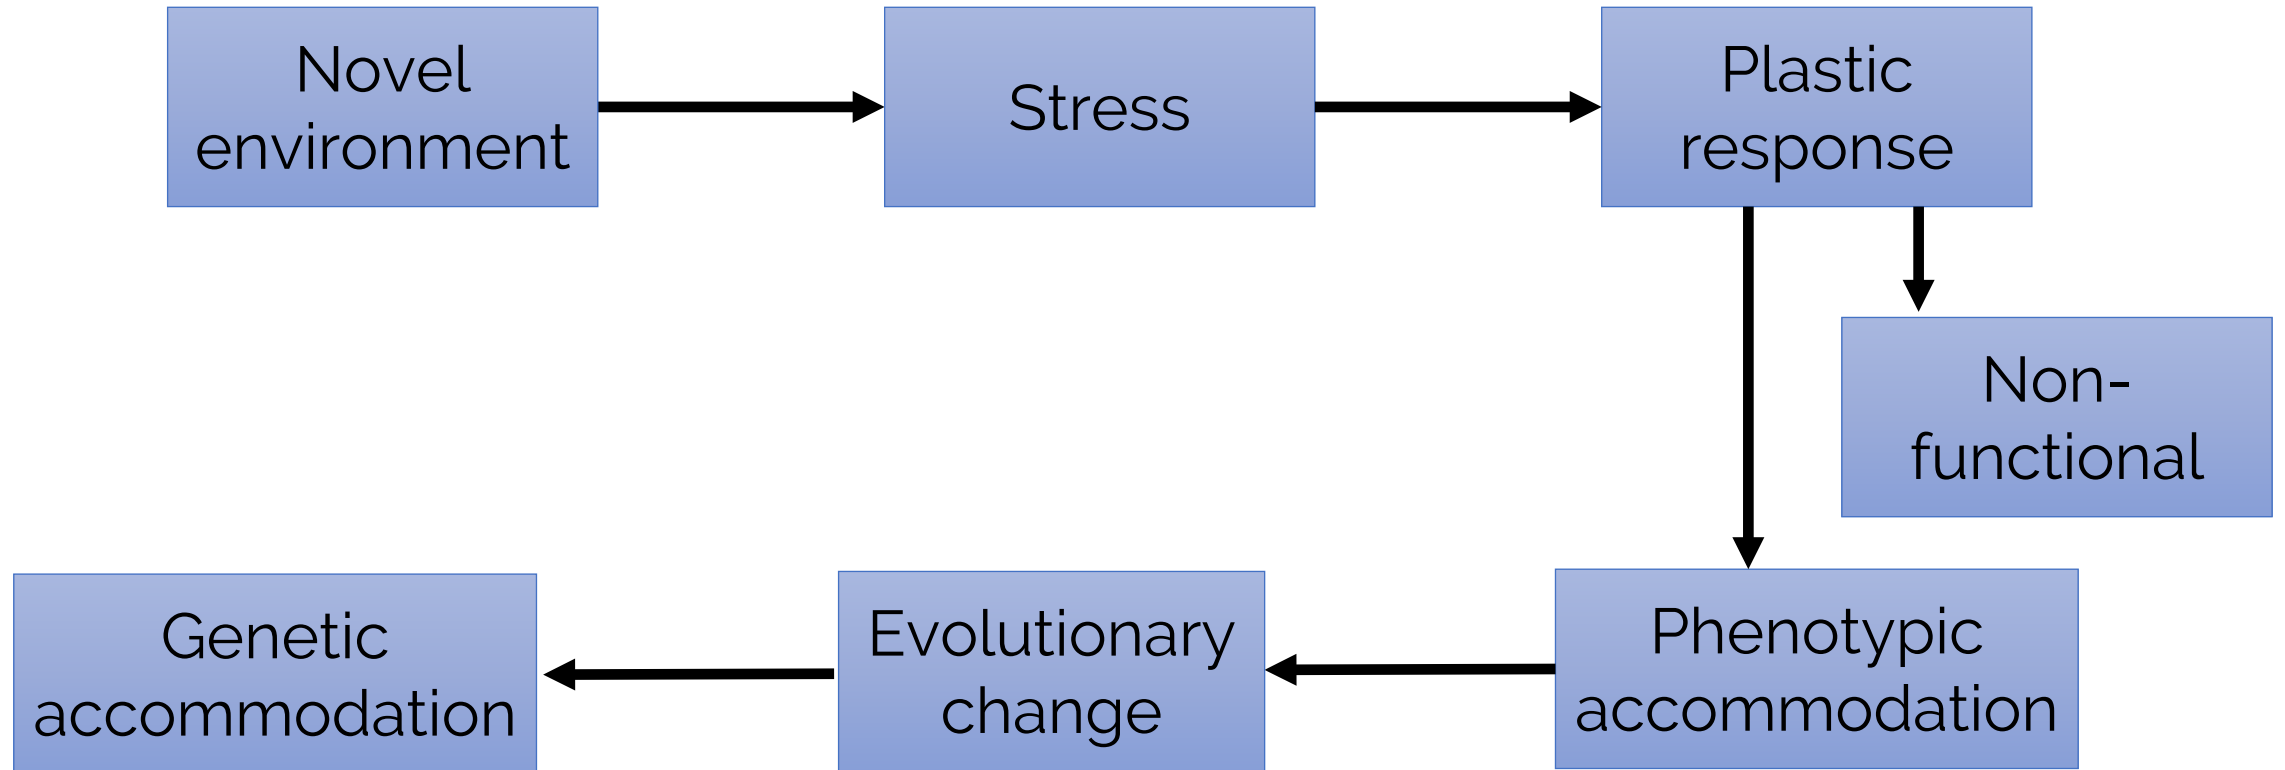 Novel
environment
Stress
Plastic
response
Non-
functional
Phenotypic
accommodation
Evolutionary
change
Genetic
accommodation